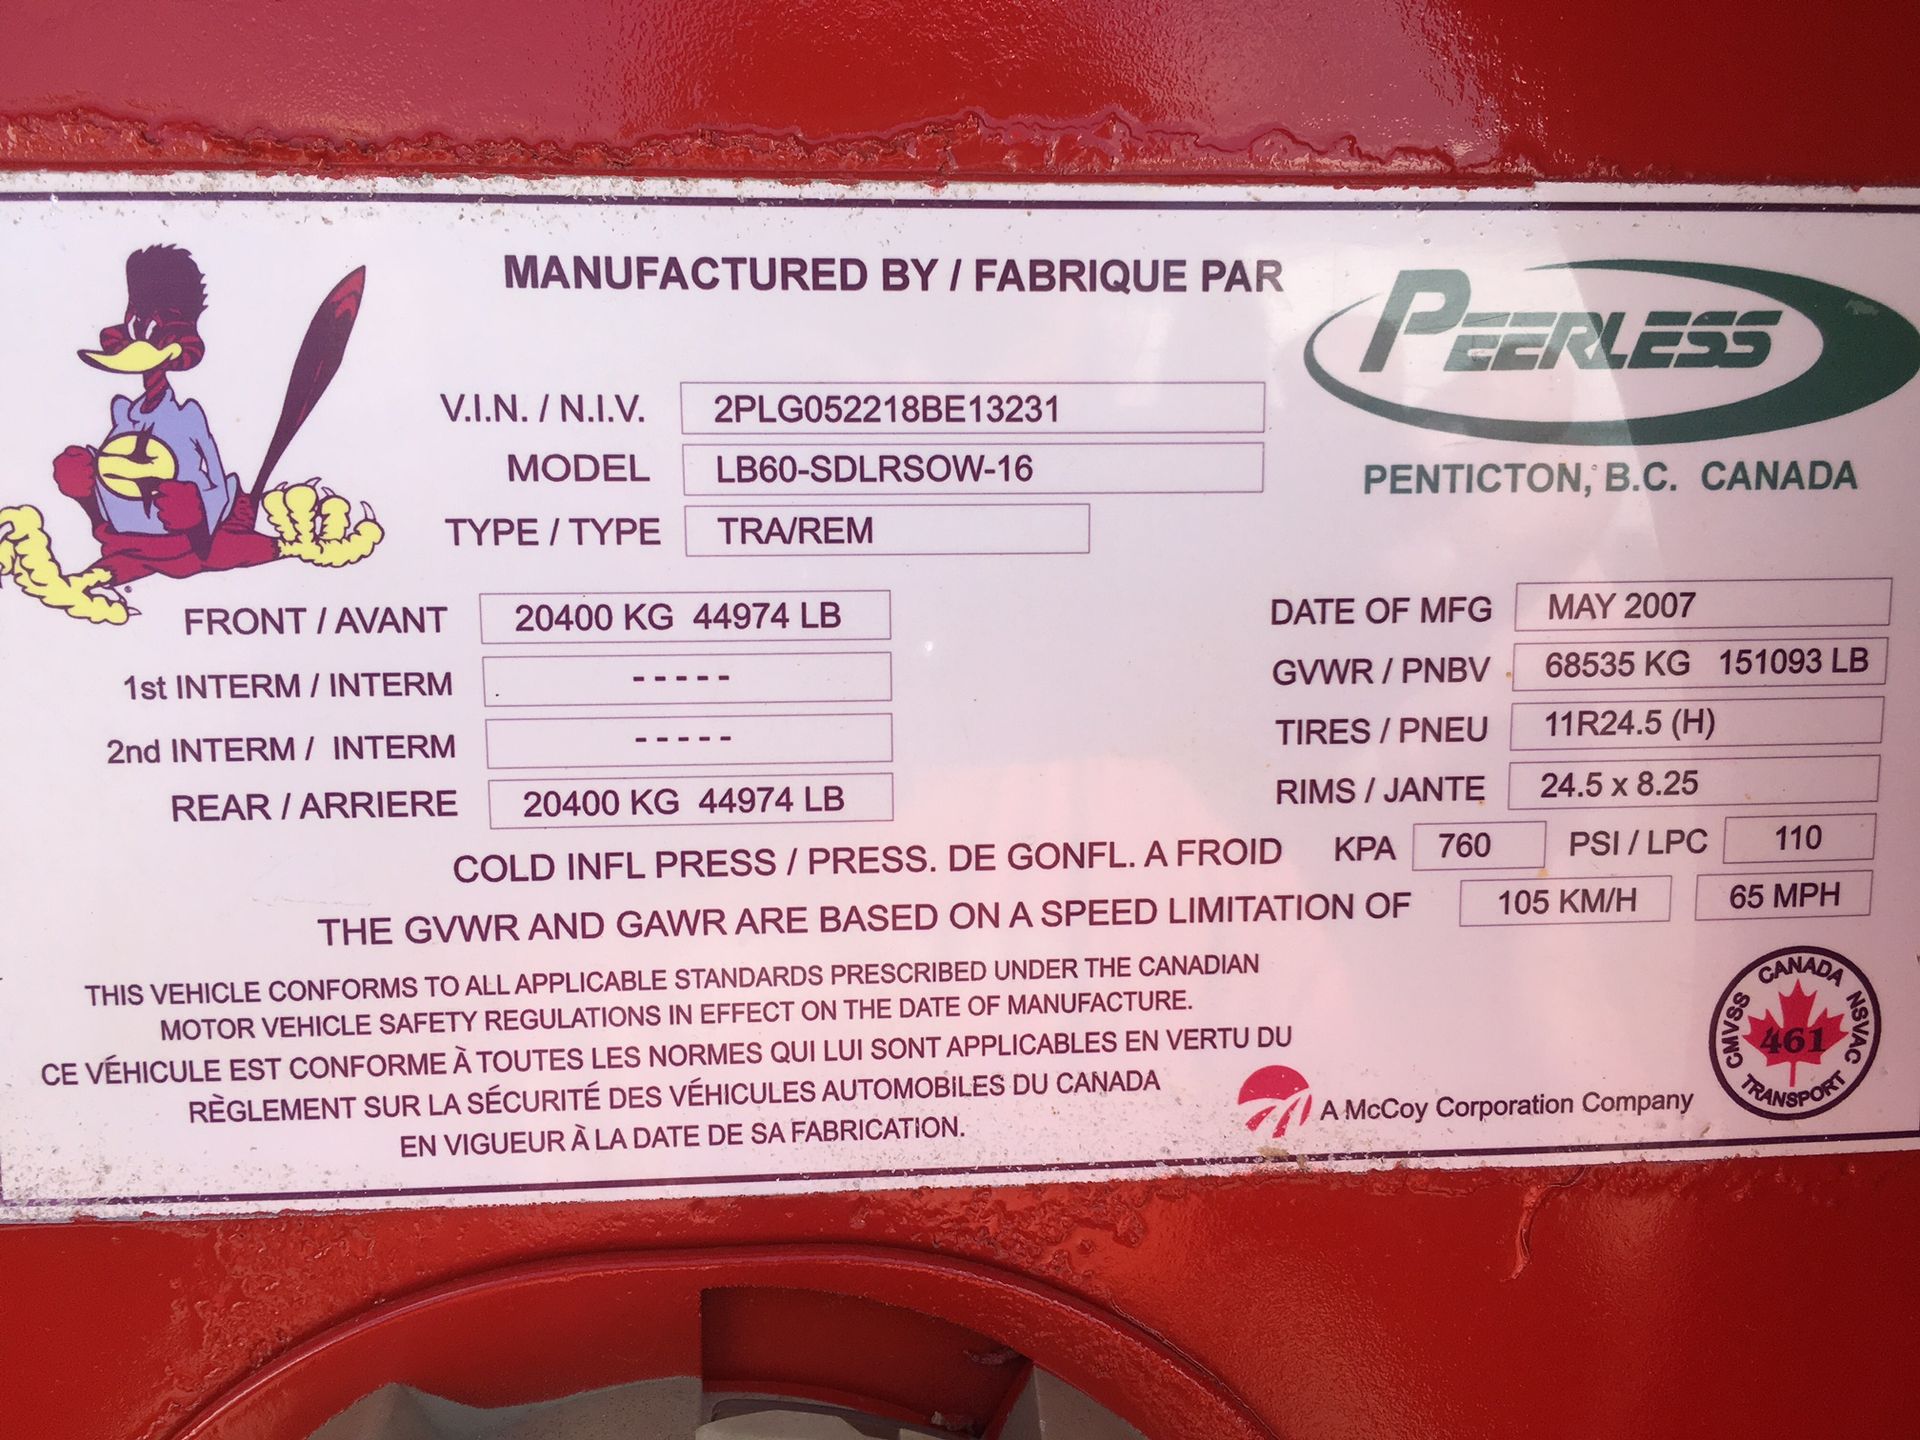 MANUFACTURED BY / FABRIQUE PAR
PEERLESS
PENTICTON, B.C. CANADA
V.I.N. / N.I.V. 2PLG052218BE13231
MODEL LB60-SDLRSOW-16
TYPE / TYPE TRA/REM
FRONT / AVANT 20400 KG 44974 LB
1st INTERM / INTERM -----
2nd INTERM / INTERM -----
REAR / ARRIERE 20400 KG 44974 LB
DATE OF MFG MAY 2007
GVWR / PNBV 68535 KG 151093 LB
TIRES / PNEU 11R24.5 (H)
RIMS / JANTE 24.5 x 8.25
COLD INFL PRESS / PRESS. DE GONFL. A FROID KPA 760 PSI / LPC 110
THE GVWR AND GAWR ARE BASED ON A SPEED LIMITATION OF 105 KM/H 65 MPH
THIS VEHICLE CONFORMS TO ALL APPLICABLE STANDARDS PRESCRIBED UNDER THE CANADIAN
MOTOR VEHICLE SAFETY REGULATIONS IN EFFECT ON THE DATE OF MANUFACTURE.
CE VÉHICULE EST CONFORME À TOUTES LES NORMES QUI LUI SONT APPLICABLES EN VERTU DU
RÈGLEMENT SUR LA SÉCURITÉ DES VÉHICULES AUTOMOBILES DU CANADA
EN VIGUEUR À LA DATE DE SA FABRICATION.
A McCoy Corporation Company
CANADA
CMVSS
NSVAC
461
TRANSPORT